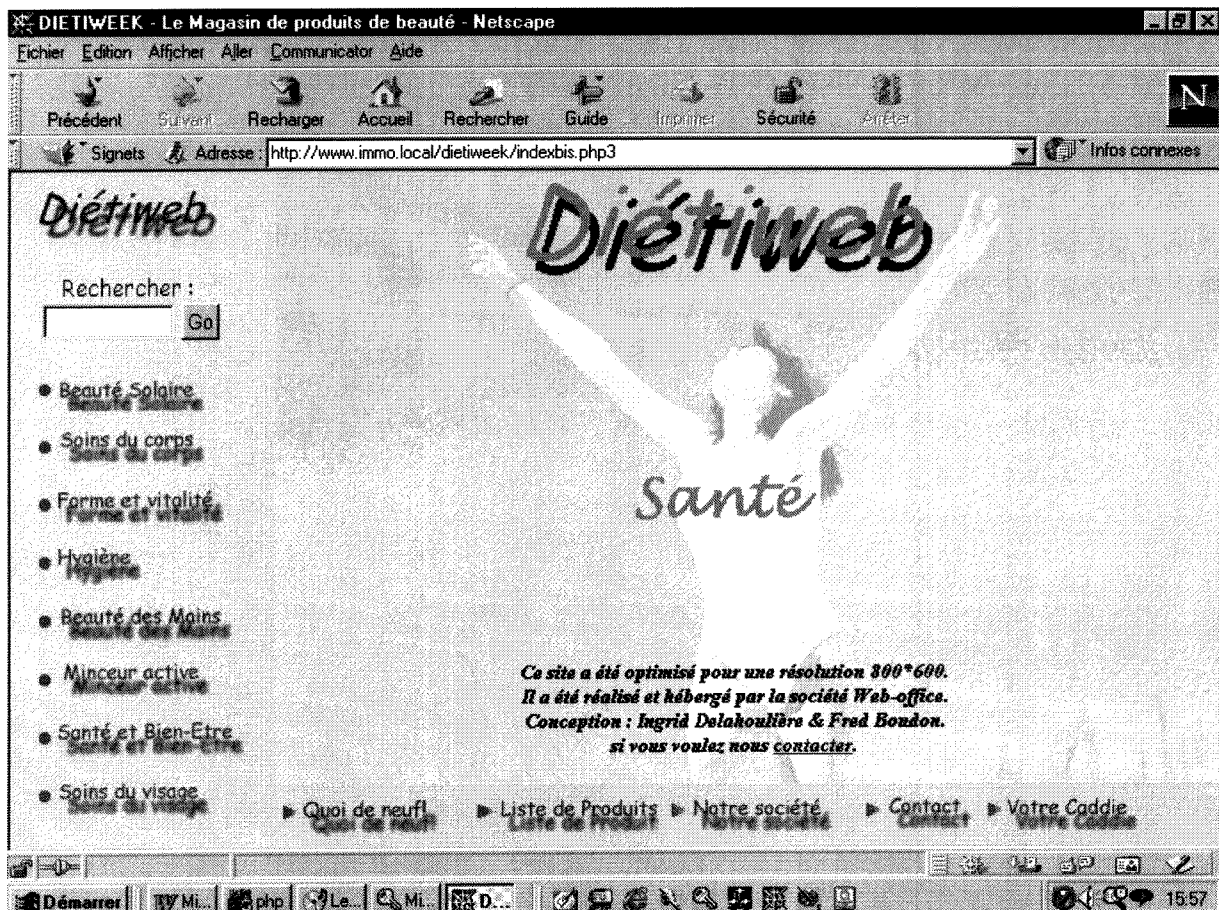 DIETIWEEK - Le Magasin de produits de beauté - Netscape
Fichier Edition Afficher Aller Communicator Aide
Précédent Suivant Recharger Accueil Rechercher Guide Imprimer Sécurité Arrêter
N
Signets Adresse : http://www.immo.local/dietiweek/indexbis.php3 Infos connexes
Diétiweb
Rechercher :
Go
Beauté Solaire
Soins du corps
Forme et vitalité
Hygiène
Beauté des Mains
Minceur active
Santé et Bien-Etre
Soins du visage
Diétiweb
Santé
Ce site a été optimisé pour une résolution 800*600.
Il a été réalisé et hébergé par la société Web-office.
Conception : Ingrid Delahoulière & Fred Boudon.
si vous voulez nous contacter.
Quoi de neuf! Liste de Produits Notre société Contact Votre Caddie
Démarrer Mi... php Le... Mi... D... 15:57